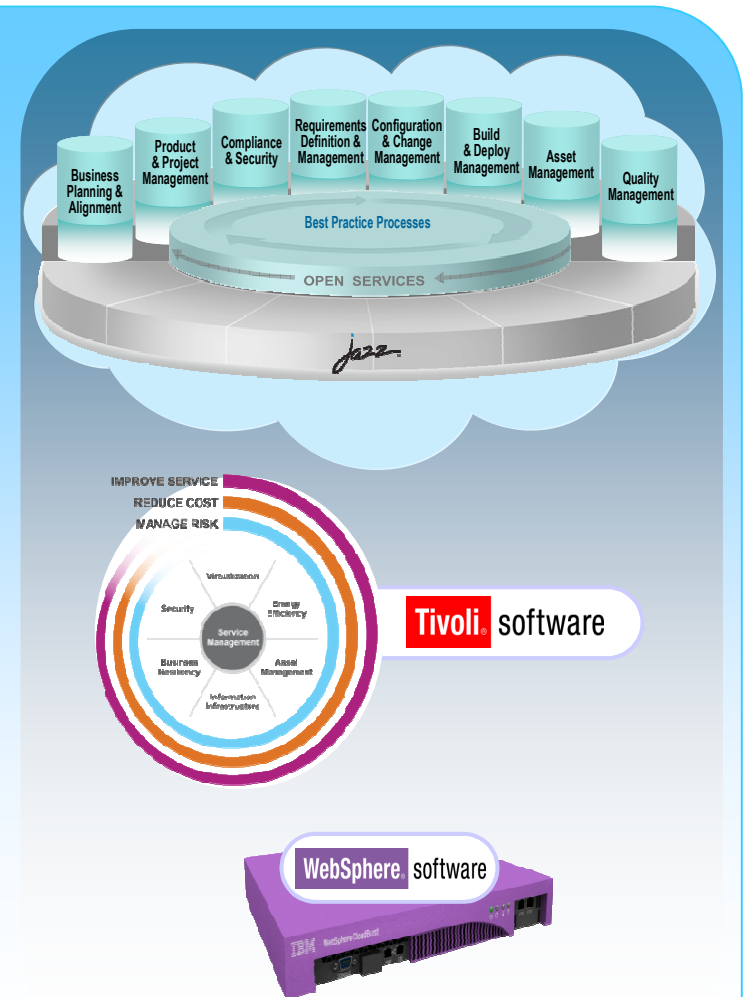 Business
Planning &
Alignment
Product
& Project
Management
Compliance
& Security
Requirements
Definition &
Management
Configuration
& Change
Management
Build
& Deploy
Management
Asset
Management
Quality
Management
Best Practice Processes
OPEN SERVICES
jazz
IMPROVE SERVICE
REDUCE COST
MANAGE RISK
Virtualization
Security
Energy
Efficiency
Service
Management
Business
Resiliency
Asset
Management
Information
Infrastructure
Tivoli® software
WebSphere® software
IBM
WebSphere CloudBurst